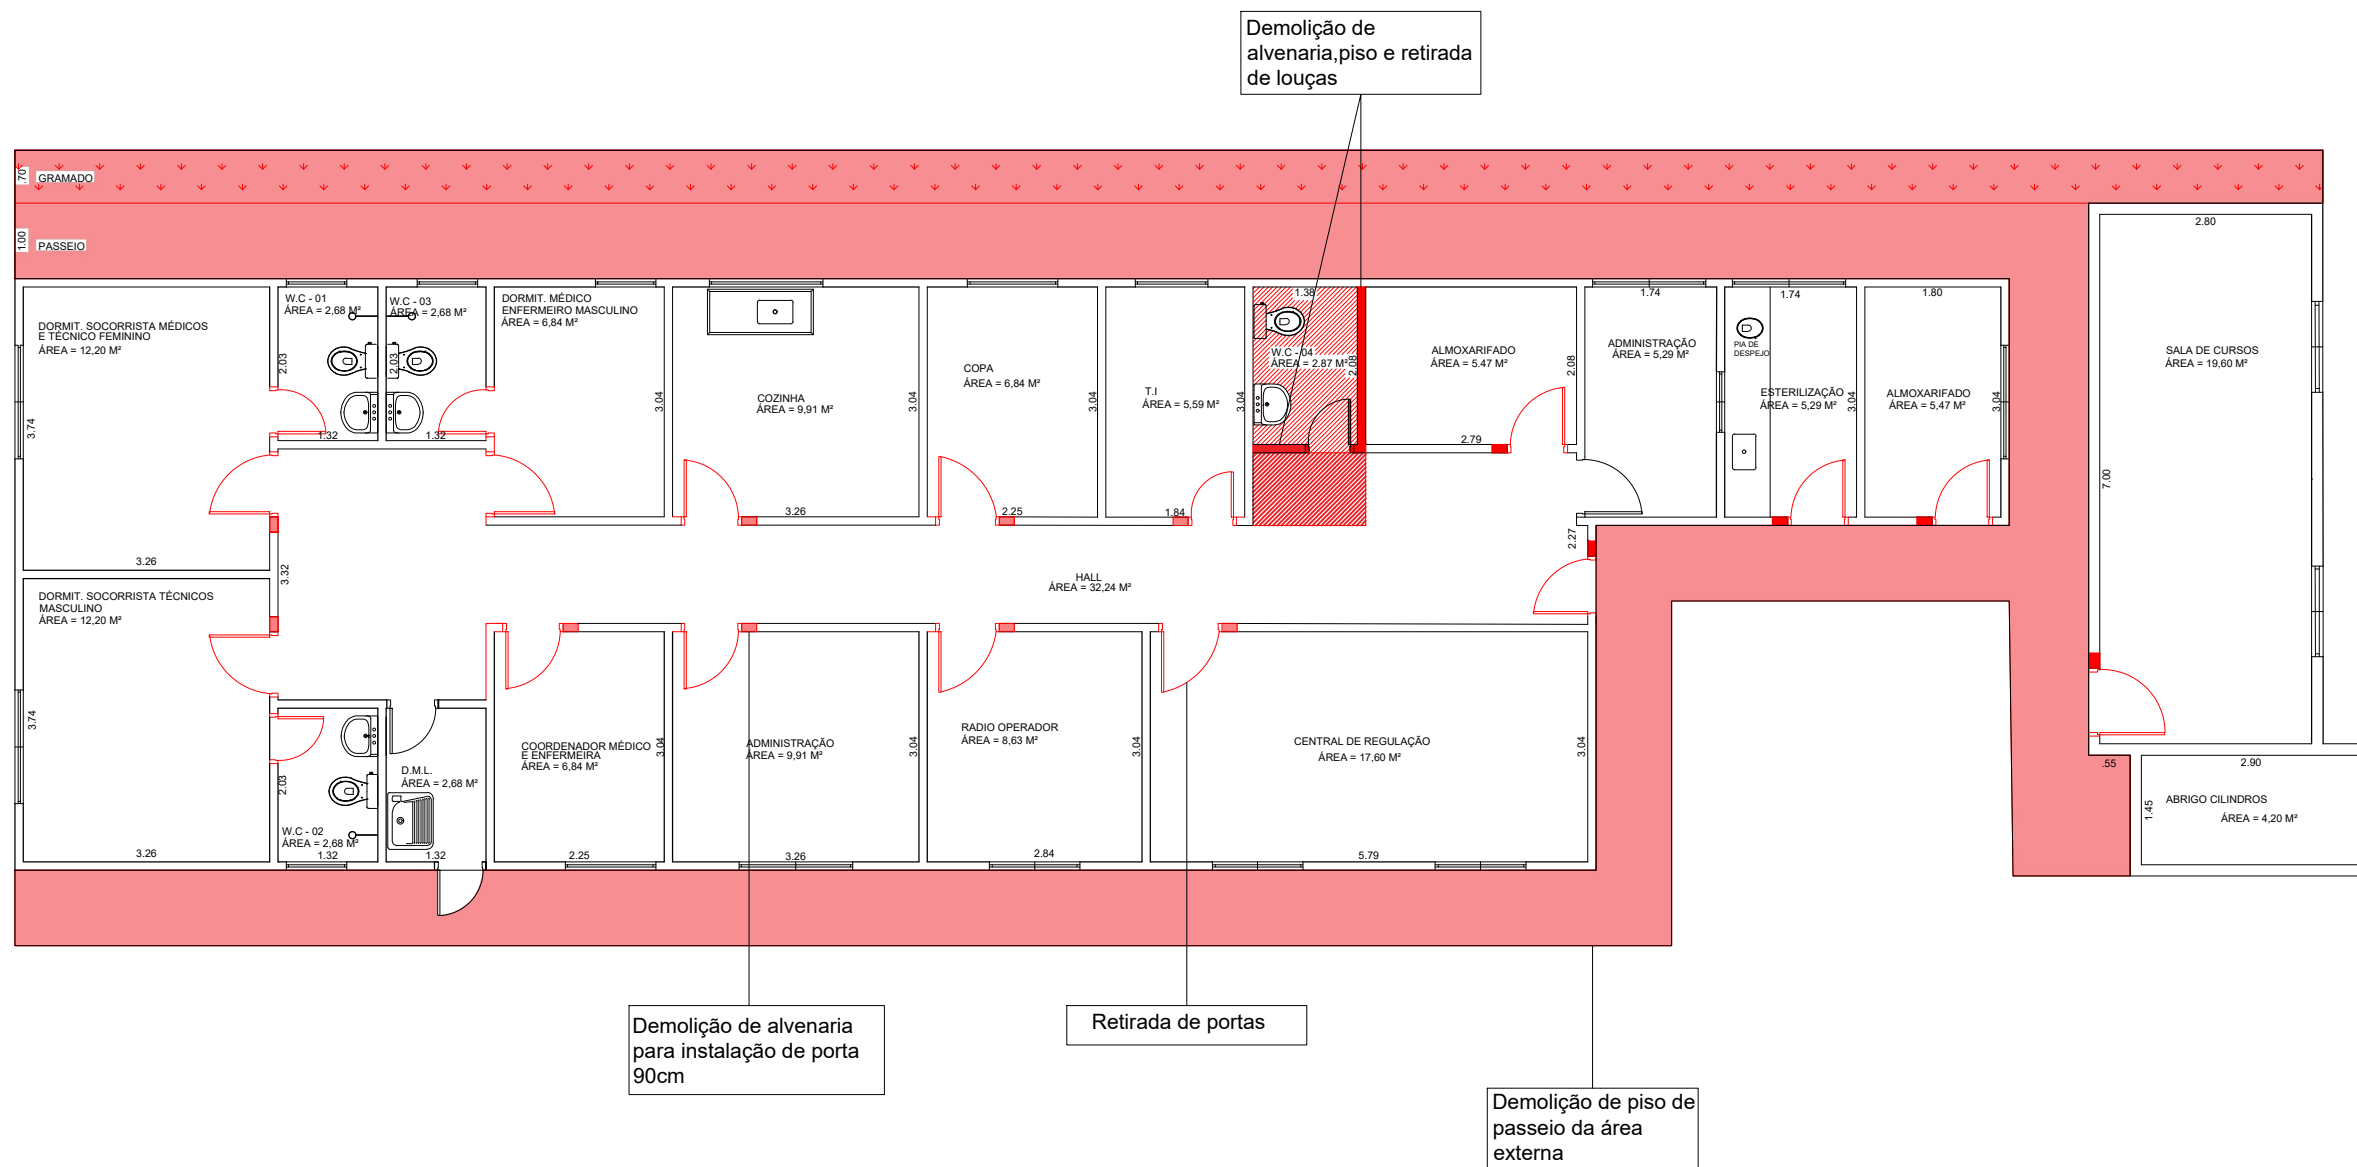 Demolição de
alvenaria,piso e retirada
de louças
.70
GRAMADO
1.00
PASSEIO
2.80
W.C - 01
ÁREA = 2,68 M²
W.C - 03
ÁREA = 2,68 M²
DORMIT. MÉDICO
ENFERMEIRO MASCULINO
ÁREA = 6,84 M²
1.38
1.74
1.74
1.80
DORMIT. SOCORRISTA MÉDICOS
E TÉCNICO FEMININO
ÁREA = 12,20 M²
2.03
2.03
COZINHA
ÁREA = 9,91 M²
COPA
ÁREA = 6,84 M²
T.I
ÁREA = 5,59 M²
W.C - 04
ÁREA = 2.87 M²
2.08
ALMOXARIFADO
ÁREA = 5.47 M²
2.08
ADMINISTRAÇÃO
ÁREA = 5,29 M²
PIA DE
DESPEJO
ESTERILIZAÇÃO
ÁREA = 5,29 M²
ALMOXARIFADO
ÁREA = 5,47 M²
SALA DE CURSOS
ÁREA = 19,60 M²
3.74
3.04
3.04
3.04
3.04
3.04
3.04
1.32
1.32
2.79
7.00
3.26
3.32
3.26
2.25
1.84
2.27
HALL
ÁREA = 32,24 M²
DORMIT. SOCORRISTA TÉCNICOS
MASCULINO
ÁREA = 12,20 M²
3.74
2.03
W.C - 02
ÁREA = 2,68 M²
D.M.L.
ÁREA = 2,68 M²
COORDENADOR MÉDICO
E ENFERMEIRA
ÁREA = 6,84 M²
3.04
ADMINISTRAÇÃO
ÁREA = 9,91 M²
3.04
RADIO OPERADOR
ÁREA = 8,63 M²
3.04
CENTRAL DE REGULAÇÃO
ÁREA = 17,60 M²
3.04
.55
2.90
1.45
ABRIGO CILINDROS
ÁREA = 4,20 M²
3.26
1.32
1.32
2.25
3.26
2.84
5.79
Demolição de alvenaria
para instalação de porta
90cm
Retirada de portas
Demolição de piso de
passeio da área
externa